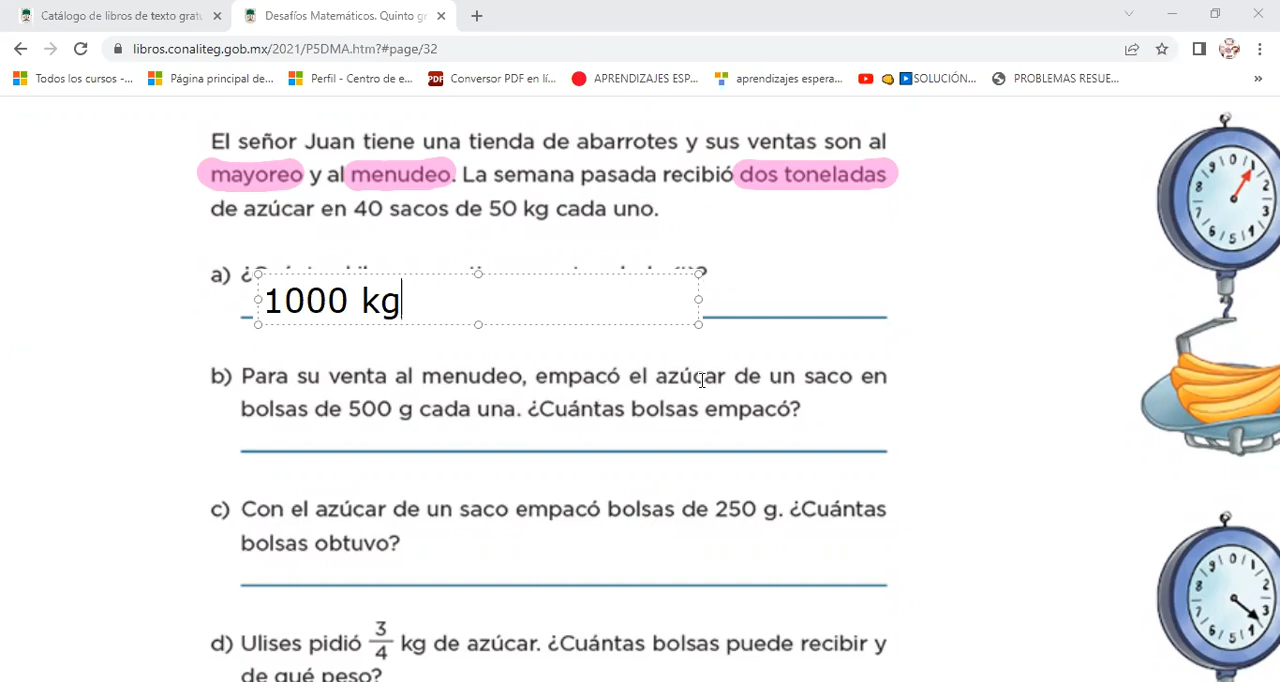 Catálogo de libros de texto gratu
Desafíos Matemáticos. Quinto gr
libros.conaliteg.gob.mx/2021/P5DMA.htm?#page/32
Todos los cursos -...
Página principal de...
Perfil - Centro de e...
PDF
Conversor PDF en lí...
APRENDIZAJES ESP...
aprendizajes espera...
SOLUCIÓN...
PROBLEMAS RESUE...
»
El señor Juan tiene una tienda de abarrotes y sus ventas son al
mayoreo y al menudeo. La semana pasada recibió dos toneladas
de azúcar en 40 sacos de 50 kg cada uno.
a)
1000 kg
b) Para su venta al menudeo, empacó el azúcar de un saco en
bolsas de 500 g cada una. ¿Cuántas bolsas empacó?
c) Con el azúcar de un saco empacó bolsas de 250 g. ¿Cuántas
bolsas obtuvo?
d) Ulises pidió 3/4 kg de azúcar. ¿Cuántas bolsas puede recibir y
de qué peso?